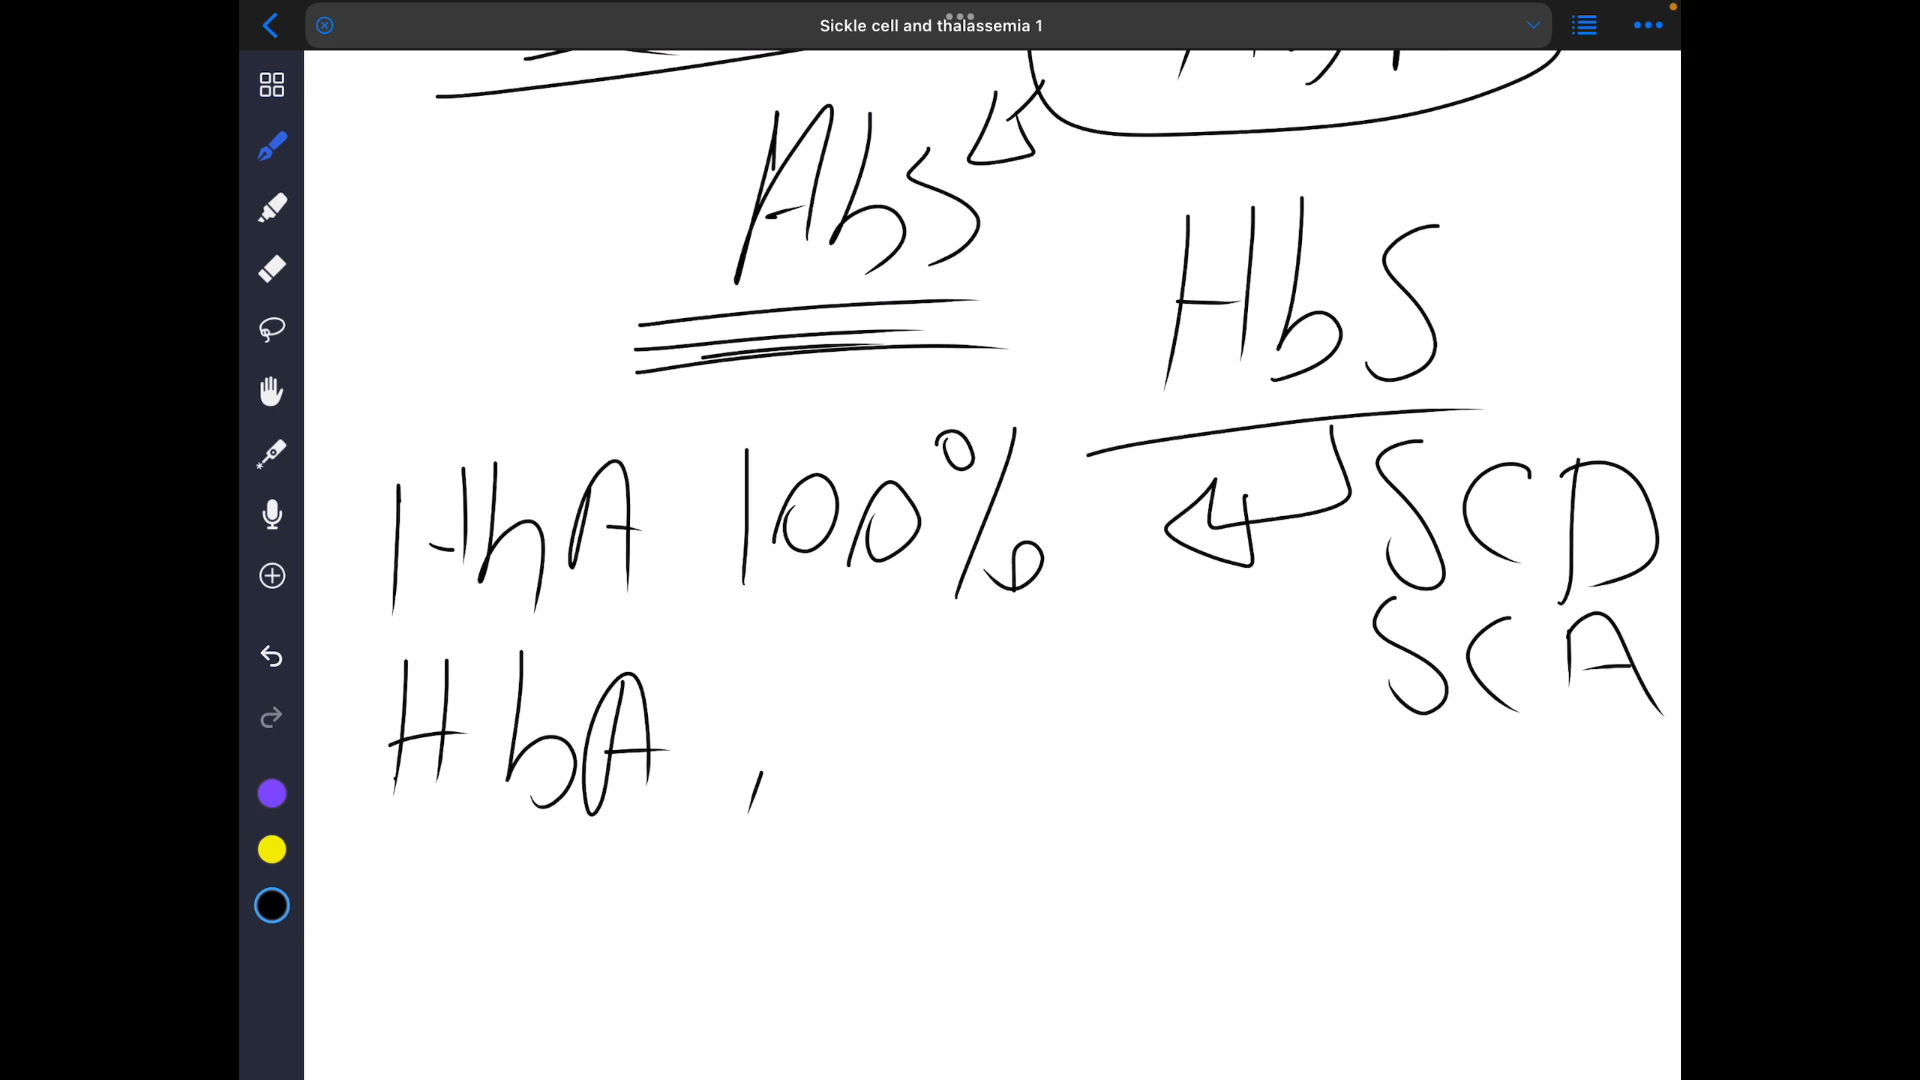 Sickle cell and thalassemia 1
Abs
HbS
HbA 100%
SCD
SCA
HbA